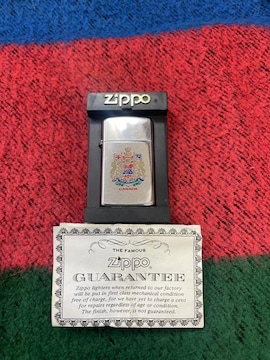 zippo
CANADA
THE FAMOUS
Zippo
GUARANTEE
Zippo lighters when returned to our factory
will be put in first class mechanical condition
free of charge, for we have yet to charge a cent
for repairs regardless of age or condition.
The finish, however, is not guaranteed.